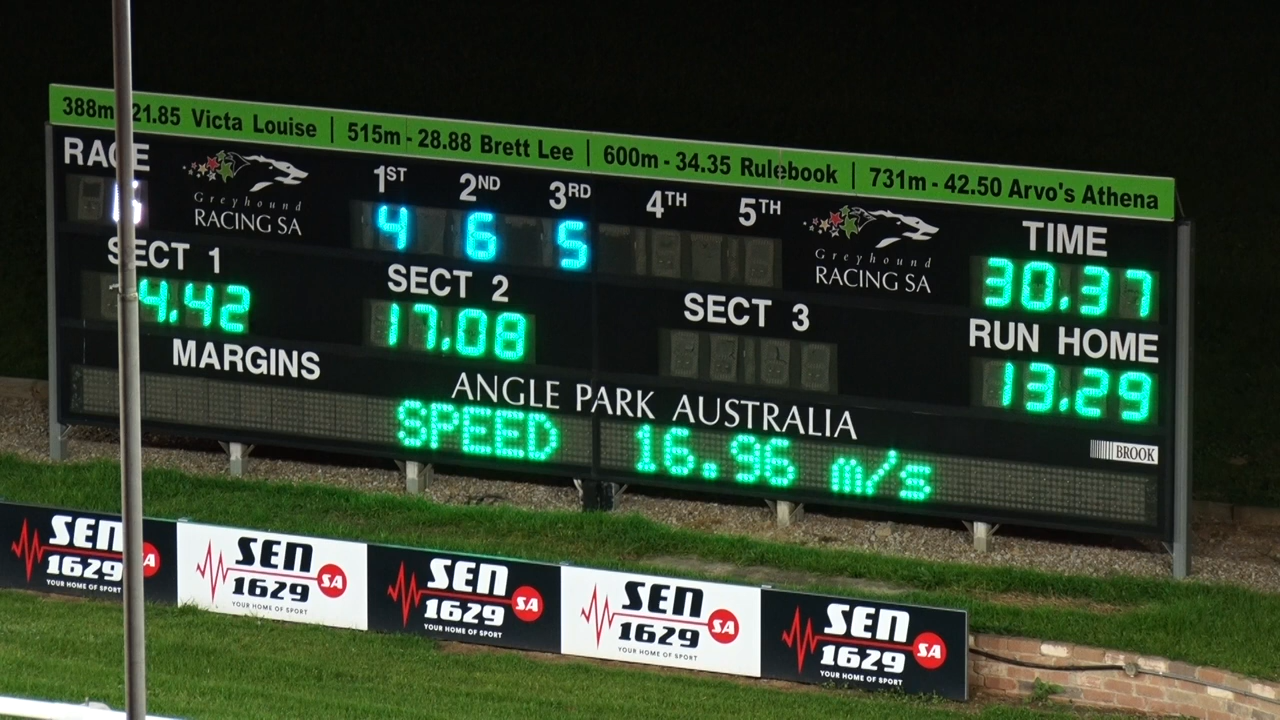 388m - 21.85 Victa Louise | 515m - 28.88 Brett Lee | 600m - 34.35 Rulebook | 731m - 42.50 Arvo's Athena
RACE
6
Greyhound
RACING SA
1ST 2ND 3RD 4TH 5TH
4 6 5
Greyhound
RACING SA
TIME
30.37
SECT 1
4.42
SECT 2
17.08
SECT 3
RUN HOME
13.29
MARGINS
ANGLE PARK AUSTRALIA
SPEED 16.96 m/s
BROOK
SEN
1629 SA
YOUR HOME OF SPORT
SEN
1629 SA
YOUR HOME OF SPORT
SEN
1629 SA
YOUR HOME OF SPORT
SEN
1629 SA
YOUR HOME OF SPORT
SEN
1629 SA
YOUR HOME OF SPORT